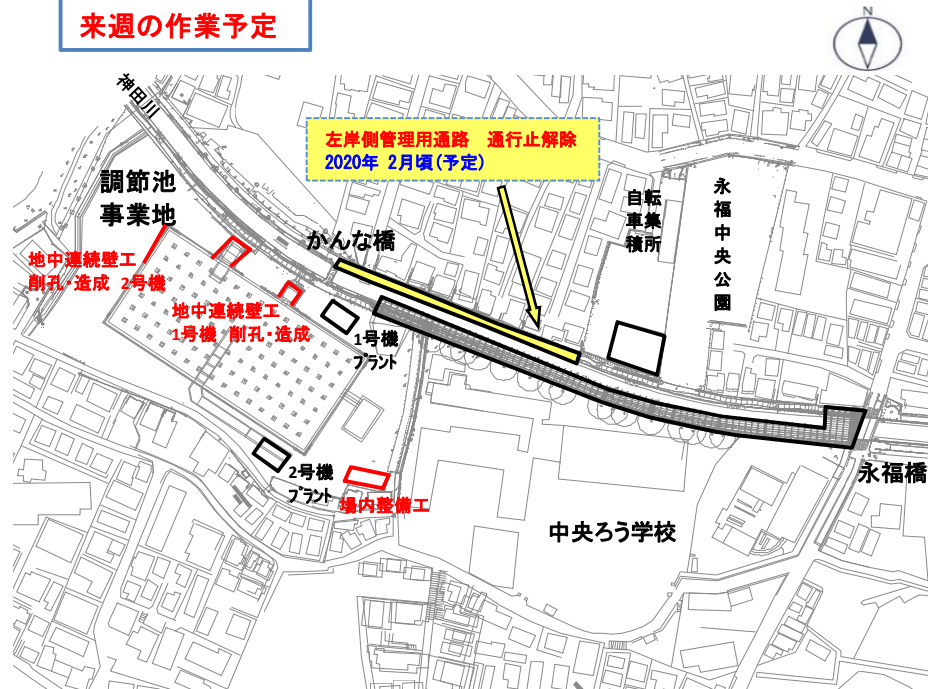 来週の作業予定
N
神田川
左岸側管理用通路　通行止解除
2020年 2月頃(予定)
調節池
事業地
かんな橋
自転
車集
積所
永福中央公園
地中連続壁工
削孔・造成 2号機
地中連続壁工
1号機 削孔・造成
1号機
プラント
2号機
プラント
場内整備工
永福橋
中央ろう学校